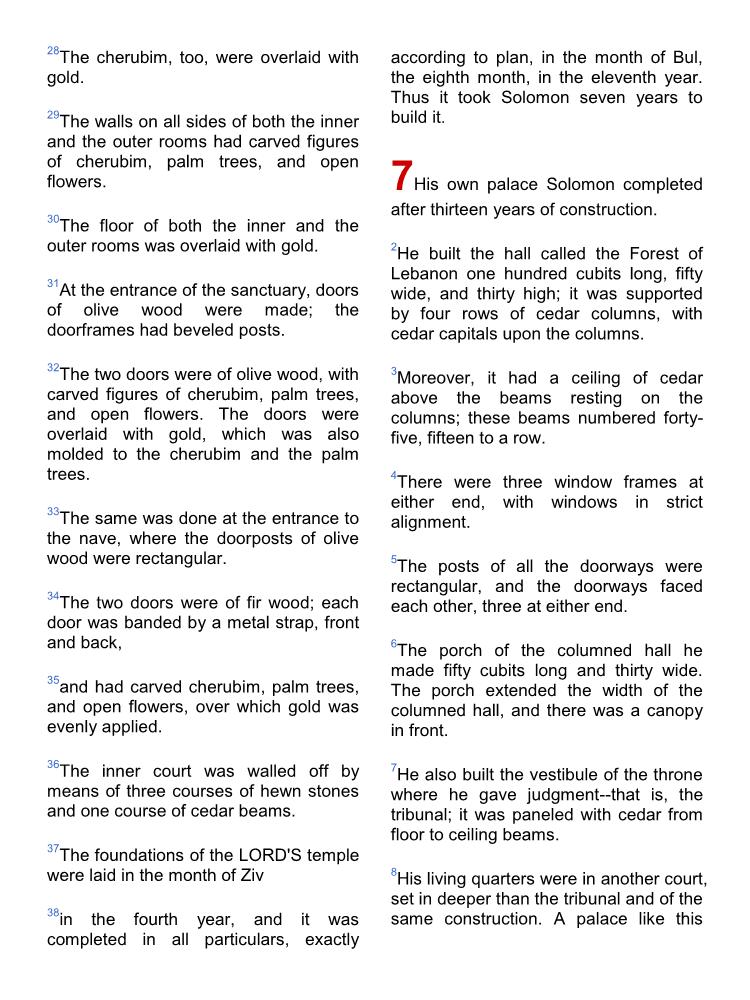 28The cherubim, too, were overlaid with
gold.
29The walls on all sides of both the inner
and the outer rooms had carved figures
of cherubim, palm trees, and open
flowers.
30The floor of both the inner and the
outer rooms was overlaid with gold.
31At the entrance of the sanctuary, doors
of olive wood were made; the
doorframes had beveled posts.
32The two doors were of olive wood, with
carved figures of cherubim, palm trees,
and open flowers. The doors were
overlaid with gold, which was also
molded to the cherubim and the palm
trees.
33The same was done at the entrance to
the nave, where the doorposts of olive
wood were rectangular.
34The two doors were of fir wood; each
door was banded by a metal strap, front
and back,
35and had carved cherubim, palm trees,
and open flowers, over which gold was
evenly applied.
36The inner court was walled off by
means of three courses of hewn stones
and one course of cedar beams.
37The foundations of the LORD'S temple
were laid in the month of Ziv
38in the fourth year, and it was
completed in all particulars, exactly
according to plan, in the month of Bul,
the eighth month, in the eleventh year.
Thus it took Solomon seven years to
build it.
7His own palace Solomon completed
after thirteen years of construction.
2He built the hall called the Forest of
Lebanon one hundred cubits long, fifty
wide, and thirty high; it was supported
by four rows of cedar columns, with
cedar capitals upon the columns.
3Moreover, it had a ceiling of cedar
above the beams resting on the
columns; these beams numbered forty-
five, fifteen to a row.
4There were three window frames at
either end, with windows in strict
alignment.
5The posts of all the doorways were
rectangular, and the doorways faced
each other, three at either end.
6The porch of the columned hall he
made fifty cubits long and thirty wide.
The porch extended the width of the
columned hall, and there was a canopy
in front.
7He also built the vestibule of the throne
where he gave judgment--that is, the
tribunal; it was paneled with cedar from
floor to ceiling beams.
8His living quarters were in another court,
set in deeper than the tribunal and of the
same construction. A palace like this